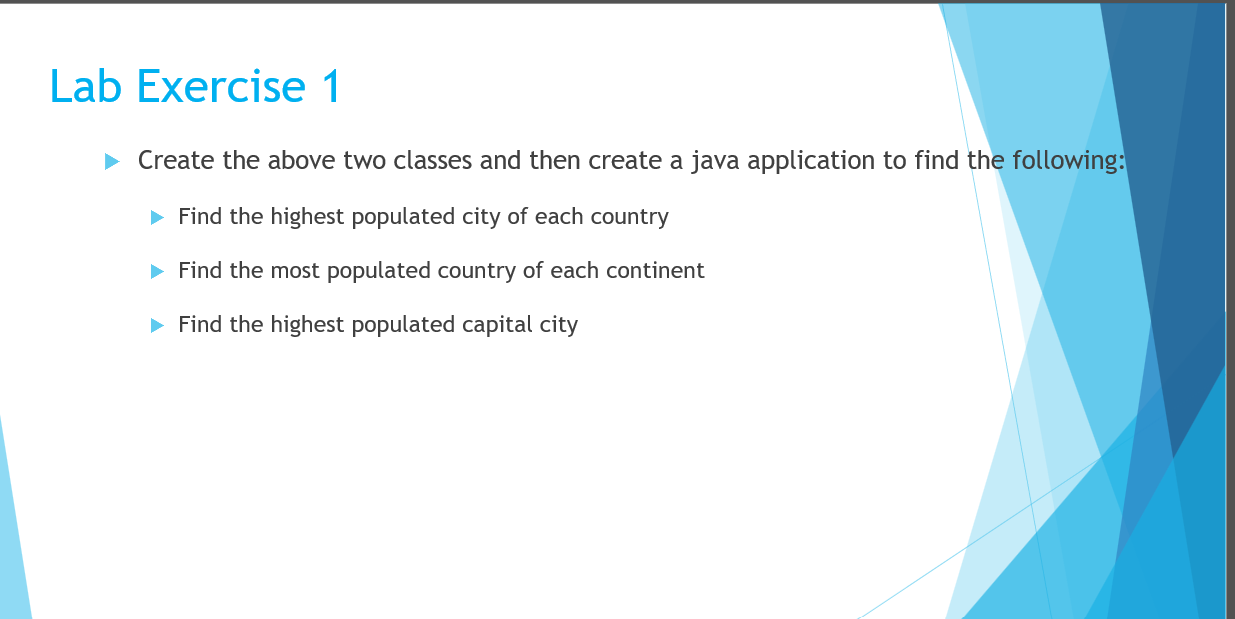 Lab Exercise 1
Create the above two classes and then create a java application to find the following:
Find the highest populated city of each country
Find the most populated country of each continent
Find the highest populated capital city